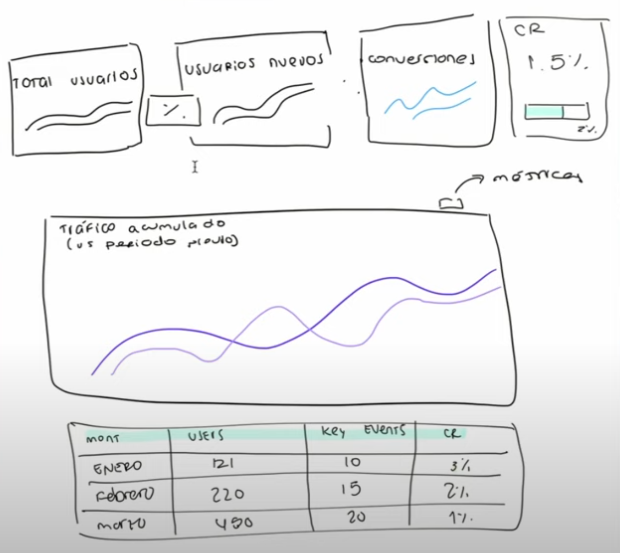 TOTAL USUARIOS
%
USUARIOS NUEVOS
CONVERSIONES
CR
1.5%
2%
métricas
Tráfico acumulado
(vs periodo previo)
MONT USERS KEY EVENTS CR
ENERO 121 10 3%
Febrero 220 15 2%
marzo 450 20 1%